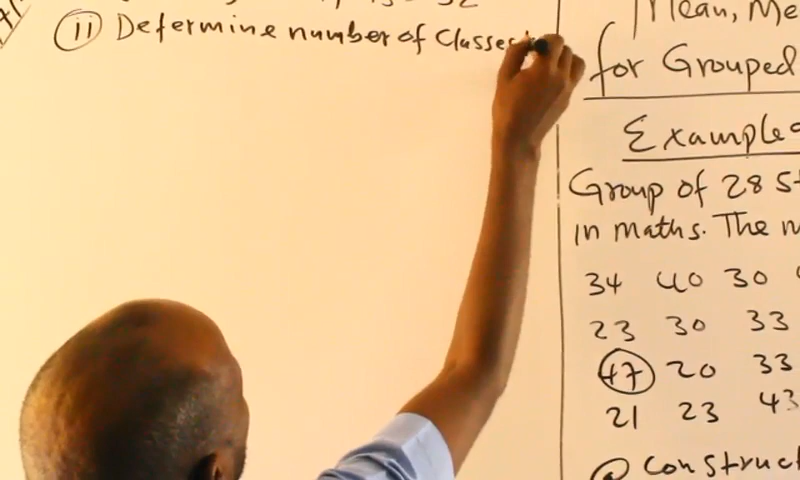 (ii) Determine number of Classes
Mean, Me
for Grouped
Example
Group of 28 St
in maths. The m
34 40 30
23 30 33
47 20 33
21 23 43
@ Construct